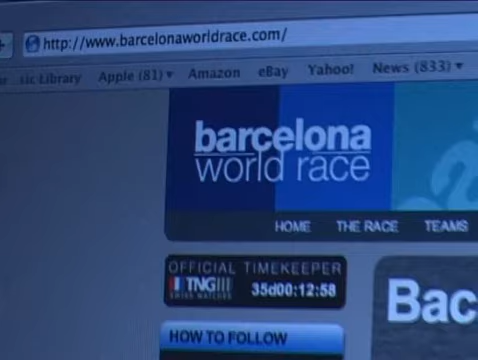 http://www.barcelonaworldrace.com/
Library Apple (81) ▾ Amazon eBay Yahoo! News (833) ▾
barcelona
world race
HOME THE RACE TEAMS
OFFICIAL TIMEKEEPER
TNG
SWISS WATCHES 35d00:12:58
Bac
HOW TO FOLLOW